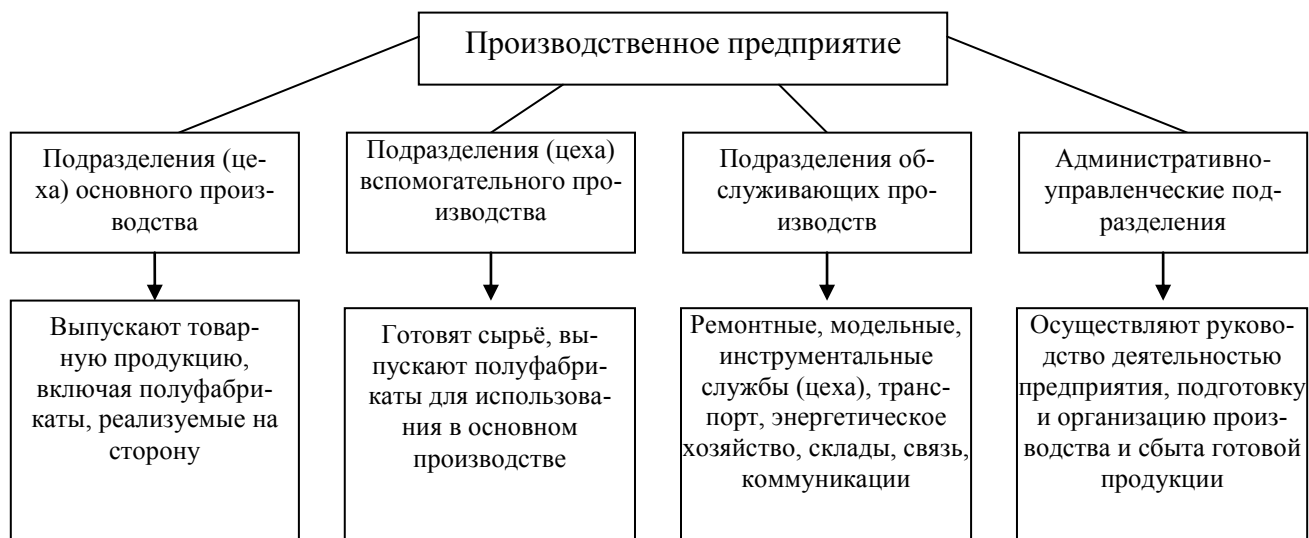 Производственное предприятие
Подразделения (це-
ха) основного произ-
водства
Подразделения (цеха)
вспомогательного про-
изводства
Подразделения об-
служивающих про-
изводств
Административно-
управленческие под-
разделения
Выпускают товар-
ную продукцию,
включая полуфабри-
каты, реализуемые на
сторону
Готовят сырьё, вы-
пускают полуфабри-
каты для использова-
ния в основном
производстве
Ремонтные, модельные,
инструментальные
службы (цеха), транс-
порт, энергетическое
хозяйство, склады, связь,
коммуникации
Осуществляют руково-
дство деятельностью
предприятия, подготовку
и организацию произ-
водства и сбыта готовой
продукции